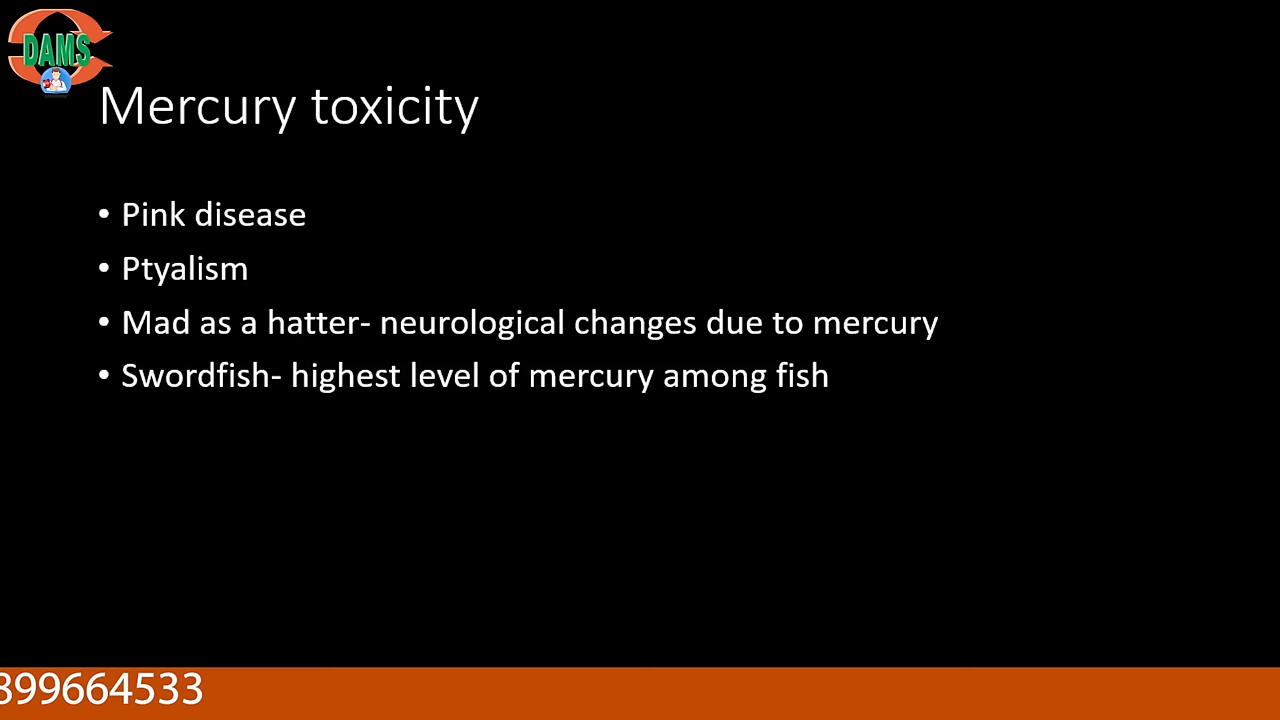 DAMS
Mercury toxicity
• Pink disease
• Ptyalism
• Mad as a hatter- neurological changes due to mercury
• Swordfish- highest level of mercury among fish
899664533